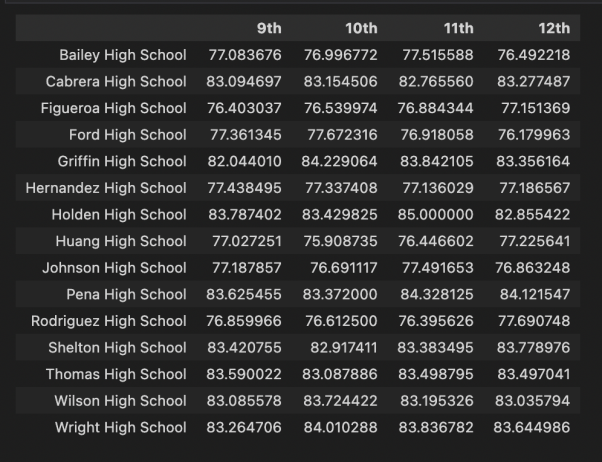 9th 10th 11th 12th
Bailey High School 77.083676 76.996772 77.515588 76.492218
Cabrera High School 83.094697 83.154506 82.765560 83.277487
Figueroa High School 76.403037 76.539974 76.884344 77.151369
Ford High School 77.361345 77.672316 76.918058 76.179963
Griffin High School 82.044010 84.229064 83.842105 83.356164
Hernandez High School 77.438495 77.337408 77.136029 77.186567
Holden High School 83.787402 83.429825 85.000000 82.855422
Huang High School 77.027251 75.908735 76.446602 77.225641
Johnson High School 77.187857 76.691117 77.491653 76.863248
Pena High School 83.625455 83.372000 84.328125 84.121547
Rodriguez High School 76.859966 76.612500 76.395626 77.690748
Shelton High School 83.420755 82.917411 83.383495 83.778976
Thomas High School 83.590022 83.087886 83.498795 83.497041
Wilson High School 83.085578 83.724422 83.195326 83.035794
Wright High School 83.264706 84.010288 83.836782 83.644986